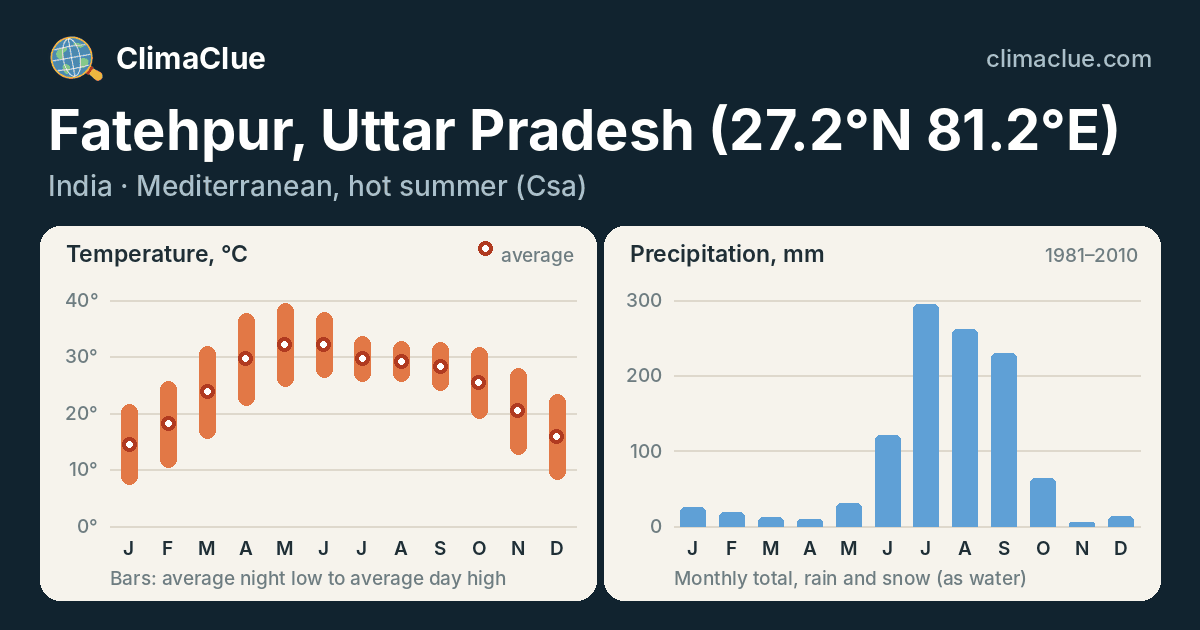 ClimaClue
climaclue.com
Fatehpur, Uttar Pradesh (27.2°N 81.2°E)
India · Mediterranean, hot summer (Csa)
Temperature, °C
average
40°
30°
20°
10°
0°
J F M A M J J A S O N D
Bars: average night low to average day high
Precipitation, mm
1981–2010
300
200
100
0
J F M A M J J A S O N D
Monthly total, rain and snow (as water)